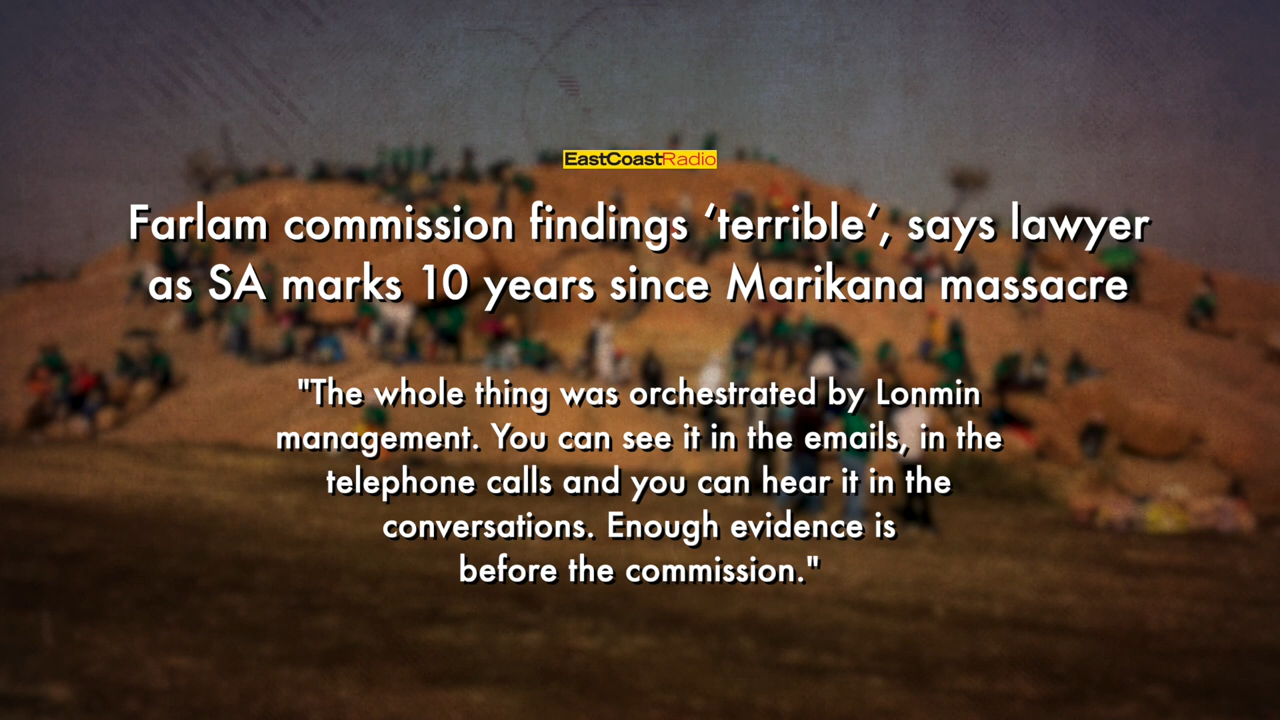 EastCoastRadio
Farlam commission findings ‘terrible’, says lawyer
as SA marks 10 years since Marikana massacre
"The whole thing was orchestrated by Lonmin
management. You can see it in the emails, in the
telephone calls and you can hear it in the
conversations. Enough evidence is
before the commission."